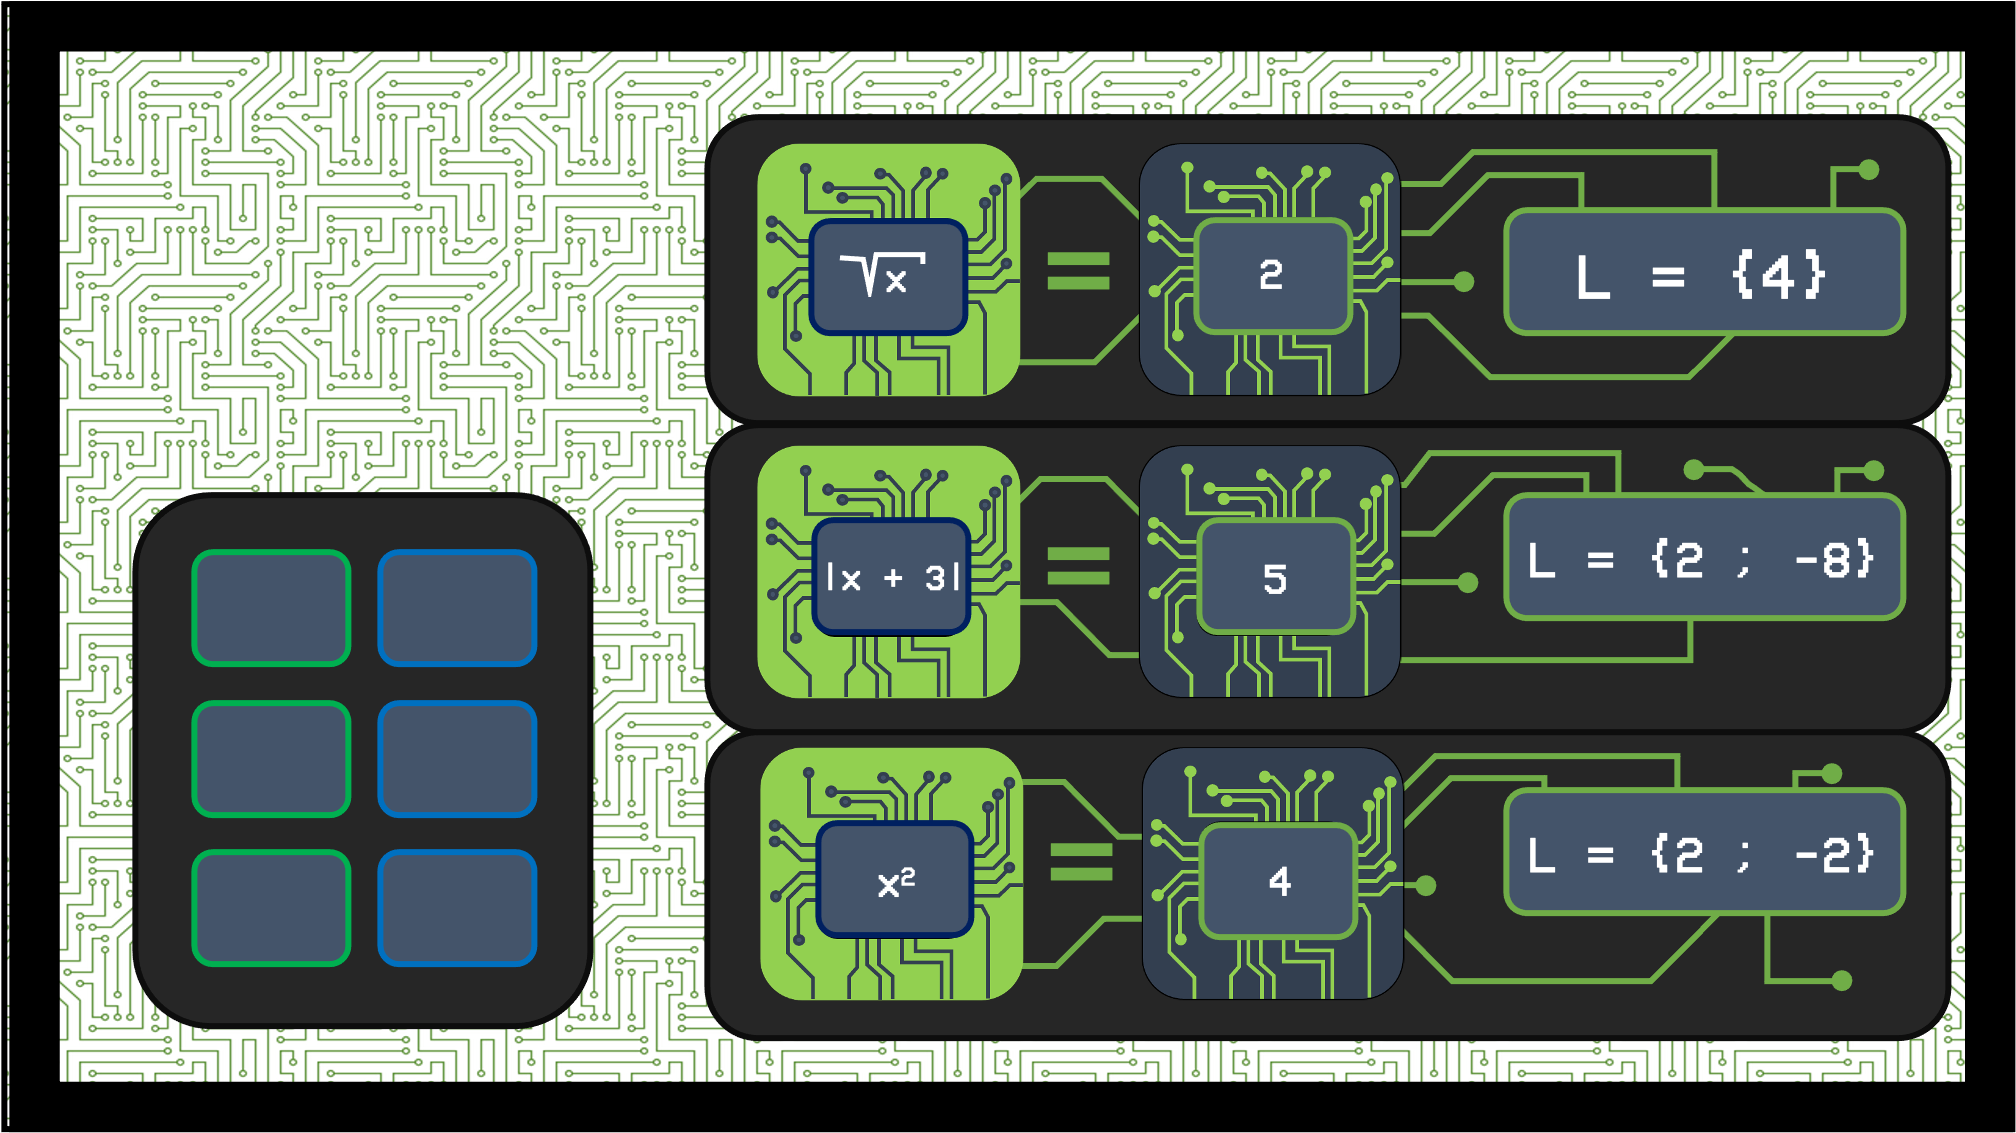 √x = 2 L = {4}
|x + 3| = 5 L = {2 ; -8}
x² = 4 L = {2 ; -2}